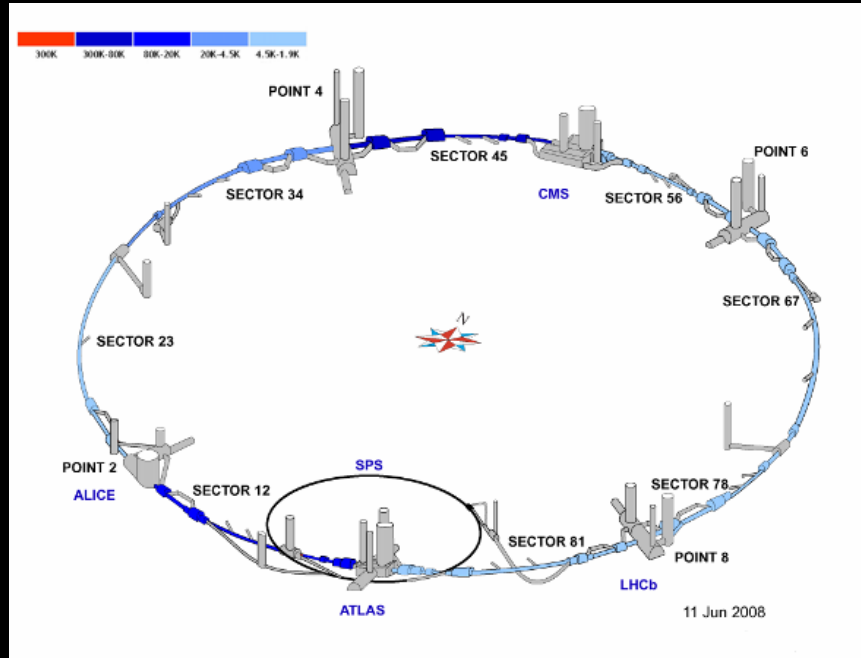 300K
300K-80K
80K-20K
20K-4.5K
4.5K-1.9K
POINT 4
SECTOR 45
POINT 6
SECTOR 34
CMS
SECTOR 56
SECTOR 67
N
SECTOR 23
POINT 2
ALICE
SECTOR 12
SPS
SECTOR 78
SECTOR 81
POINT 8
LHCb
ATLAS
11 Jun 2008